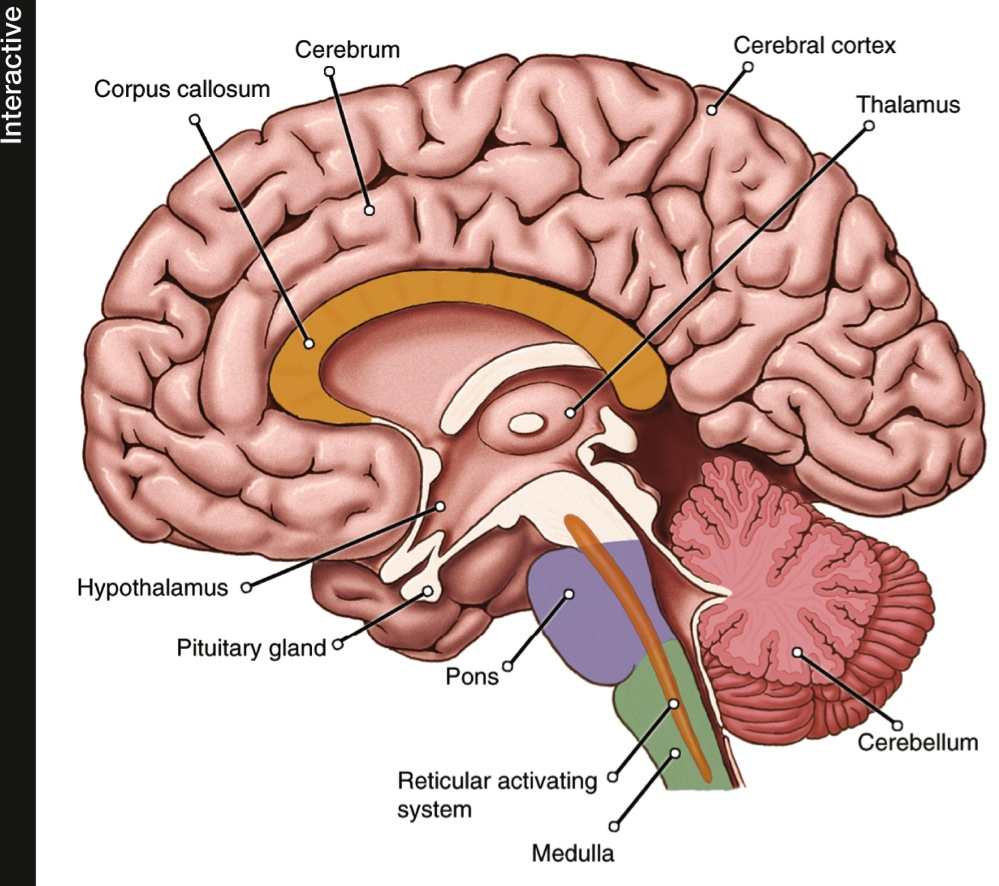 Interactive
Cerebrum
Cerebral cortex
Corpus callosum
Thalamus
Hypothalamus
Pituitary gland
Pons
Cerebellum
Reticular activating
system
Medulla